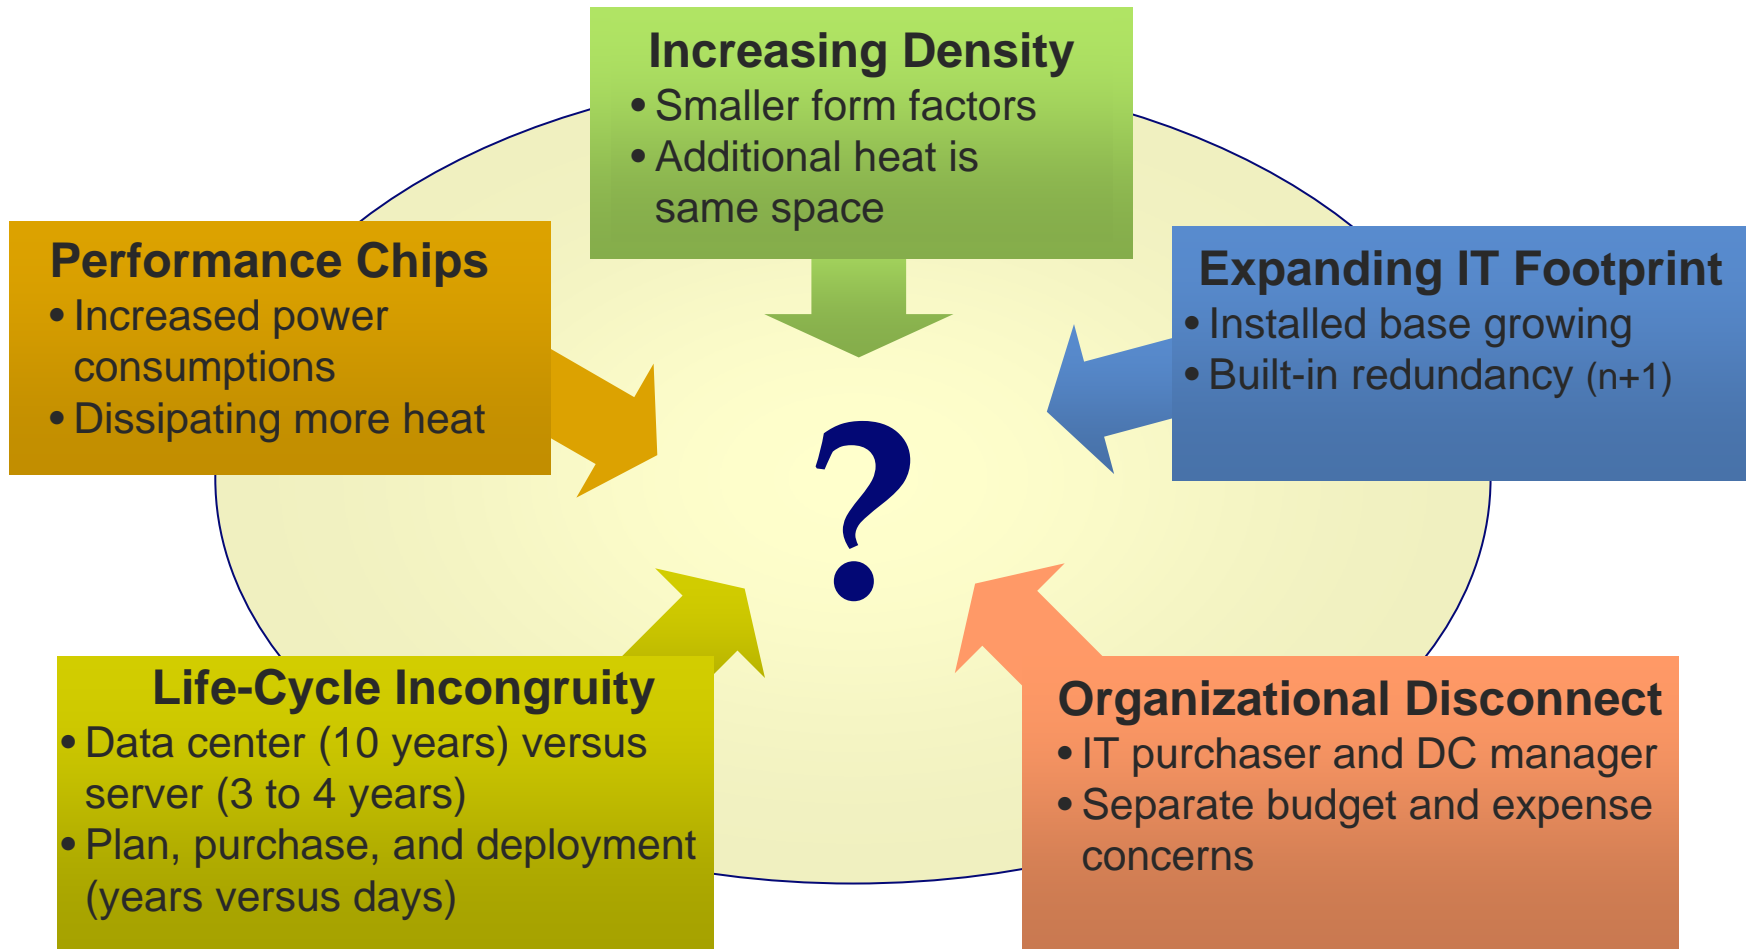 Increasing Density
• Smaller form factors
• Additional heat is
same space
Performance Chips
• Increased power
consumptions
• Dissipating more heat
Expanding IT Footprint
• Installed base growing
• Built-in redundancy (n+1)
?
Life-Cycle Incongruity
• Data center (10 years) versus
server (3 to 4 years)
• Plan, purchase, and deployment
(years versus days)
Organizational Disconnect
• IT purchaser and DC manager
• Separate budget and expense
concerns